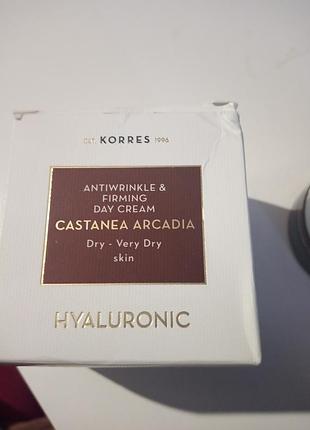 EST. KORRES 1996
ANTIWRINKLE &
FIRMING
DAY CREAM
CASTANEA ARCADIA
Dry - Very Dry
skin
HYALURONIC